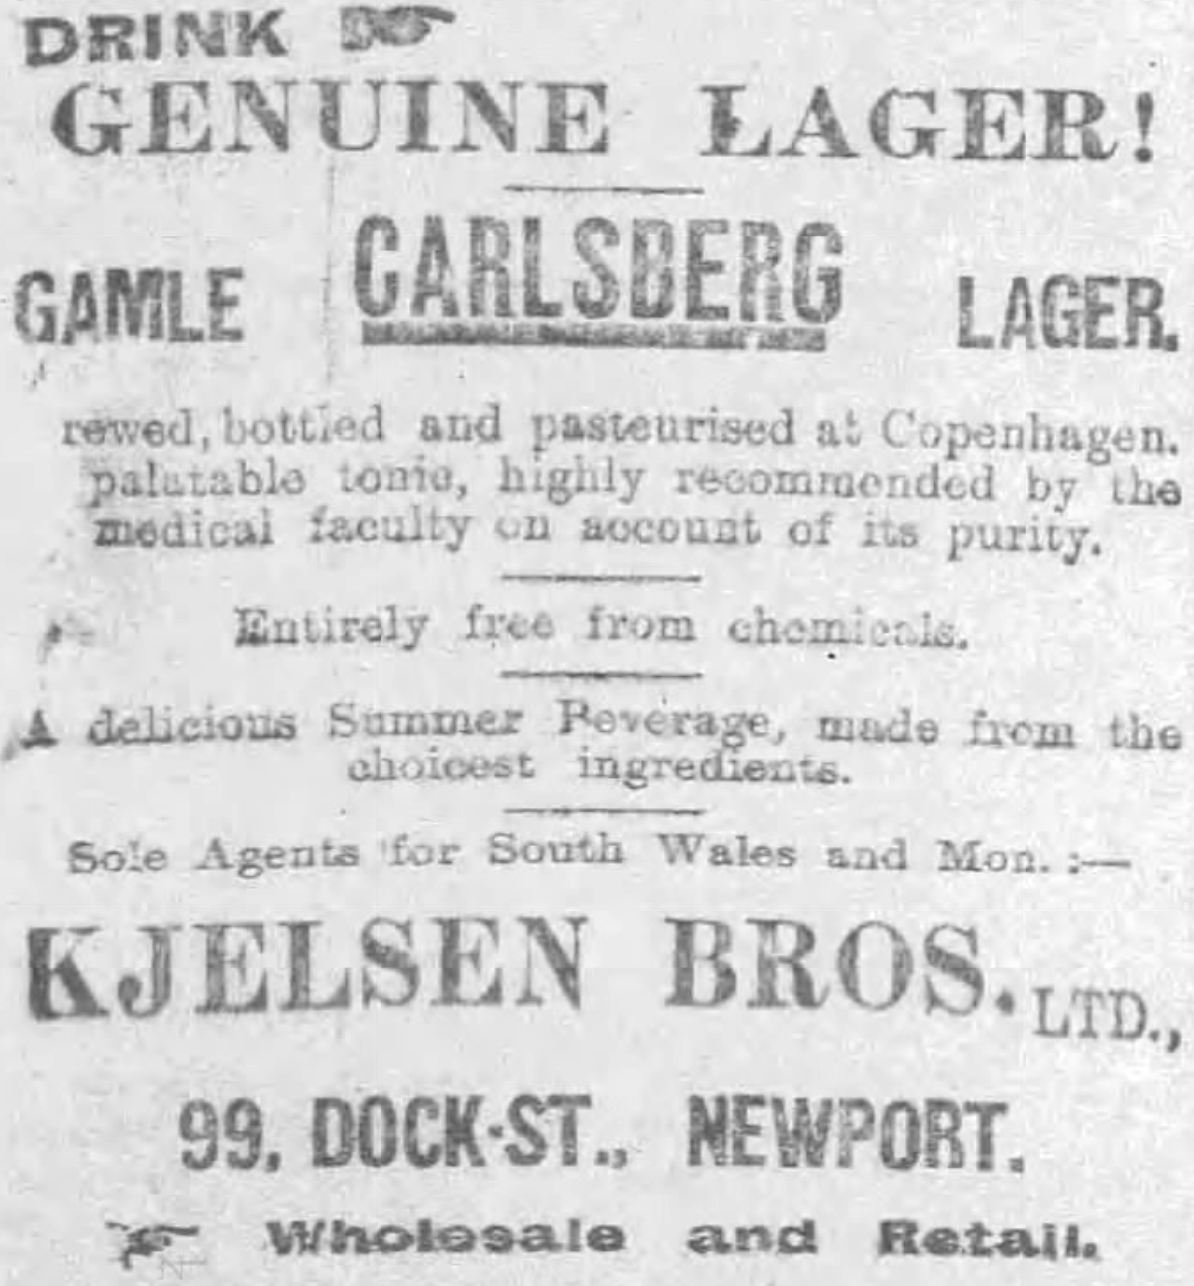 DRINK
GENUINE LAGER!
GAMLE CARLSBERG LAGER.
rewed, bottled and pasteurised at Copenhagen.
palatable tonic, highly recommended by the
medical faculty on account of its purity.
Entirely free from chemicals.
A delicious Summer Beverage, made from the
choicest ingredients.
Sole Agents for South Wales and Mon. :—
KJELSEN BROS. LTD.,
99, DOCK-ST., NEWPORT.
Wholesale and Retail.